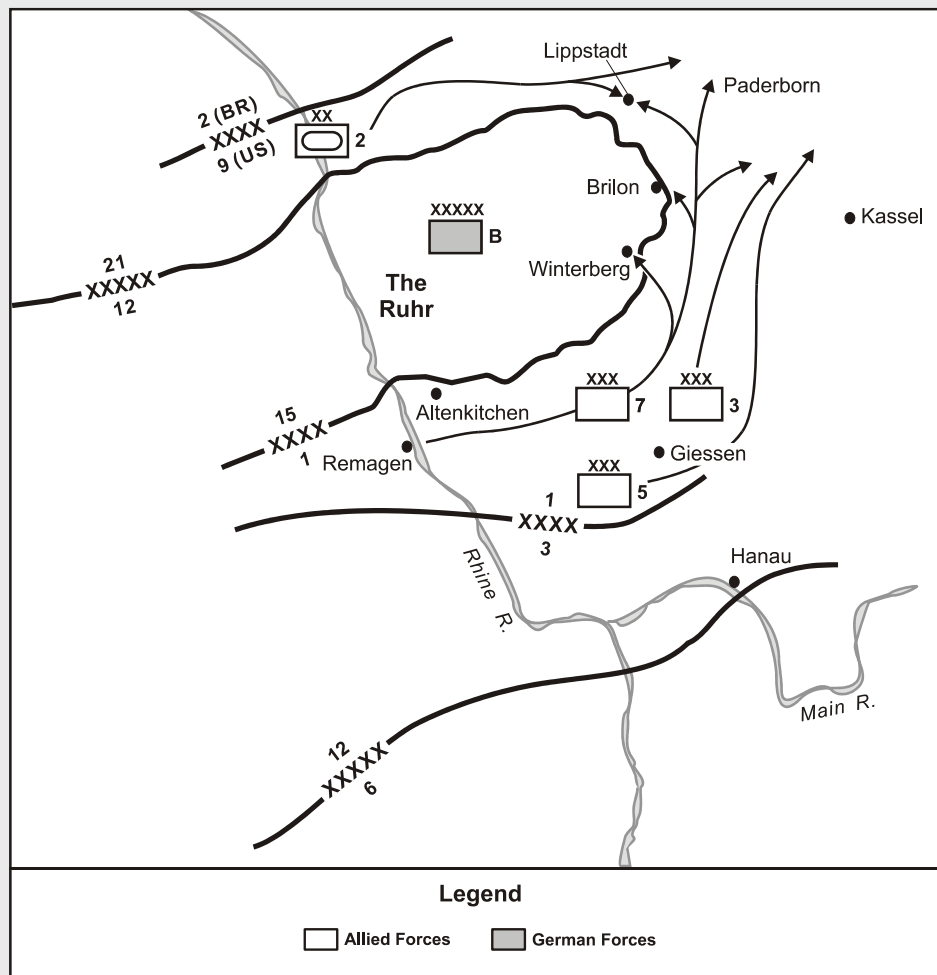 Lippstadt
Paderborn
2 (BR)
XXXX
9 (US)
XX
2
Brilon
Kassel
XXXXX
B
Winterberg
21
XXXXX
12
The
Ruhr
XXX
7
XXX
3
Altenkitchen
15
XXXX
1
Remagen
Giessen
XXX
5
1
XXXX
3
Hanau
Rhine R.
Main R.
12
XXXXX
6
Legend
Allied Forces
German Forces